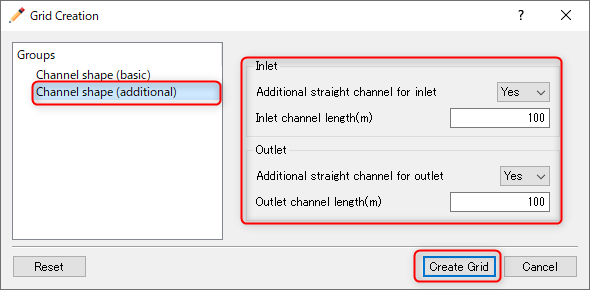 Grid Creation
Groups
Channel shape (basic)
Channel shape (additional)
Inlet
Additional straight channel for inlet Yes
Inlet channel length(m) 100
Outlet
Additional straight channel for outlet Yes
Outlet channel length(m) 100
Reset Create Grid Cancel